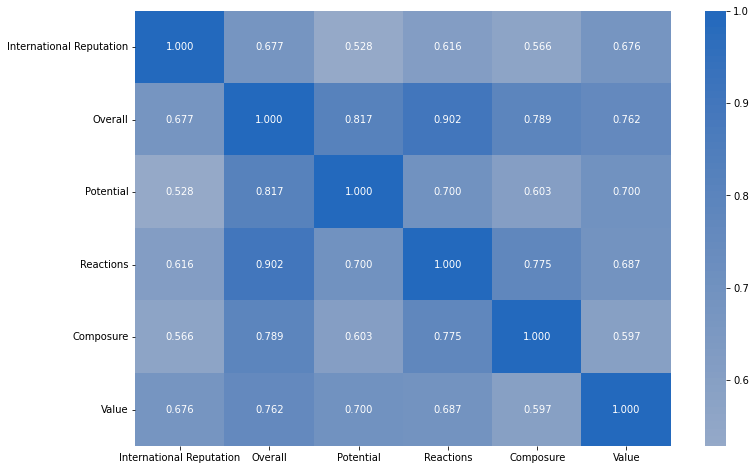 International Reputation 1.000 0.677 0.528 0.616 0.566 0.676
Overall 0.677 1.000 0.817 0.902 0.789 0.762
Potential 0.528 0.817 1.000 0.700 0.603 0.700
Reactions 0.616 0.902 0.700 1.000 0.775 0.687
Composure 0.566 0.789 0.603 0.775 1.000 0.597
Value 0.676 0.762 0.700 0.687 0.597 1.000
International Reputation Overall Potential Reactions Composure Value
1.0
0.9
0.8
0.7
0.6